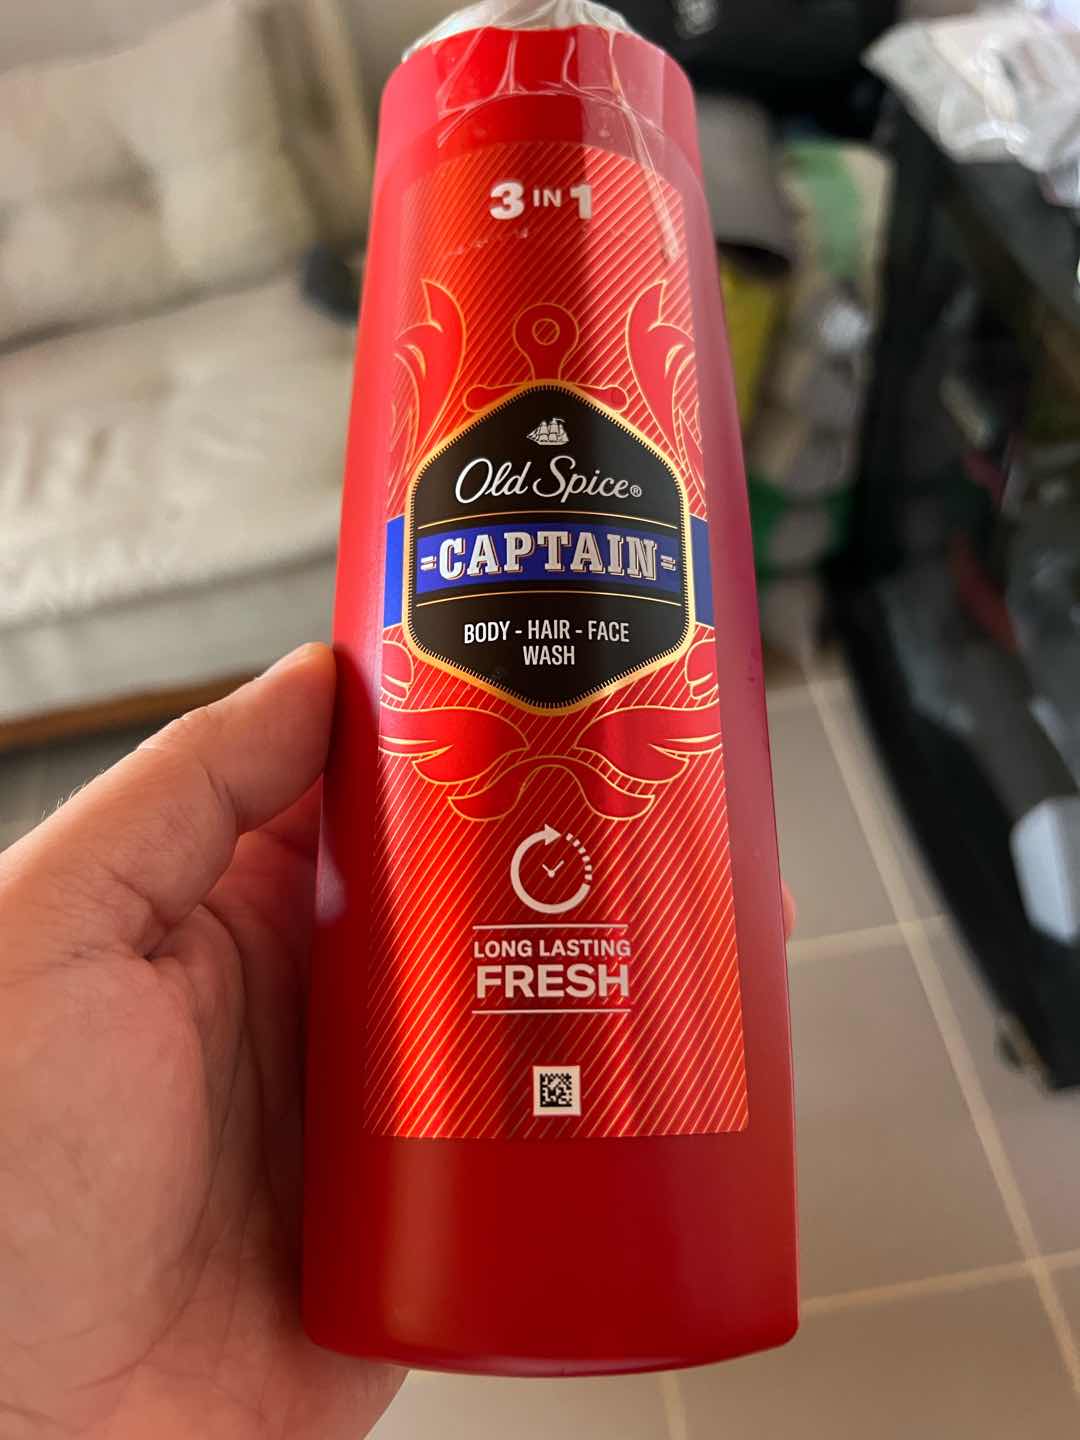 3 IN 1
Old Spice®
CAPTAIN
BODY - HAIR - FACE
WASH
LONG LASTING
FRESH